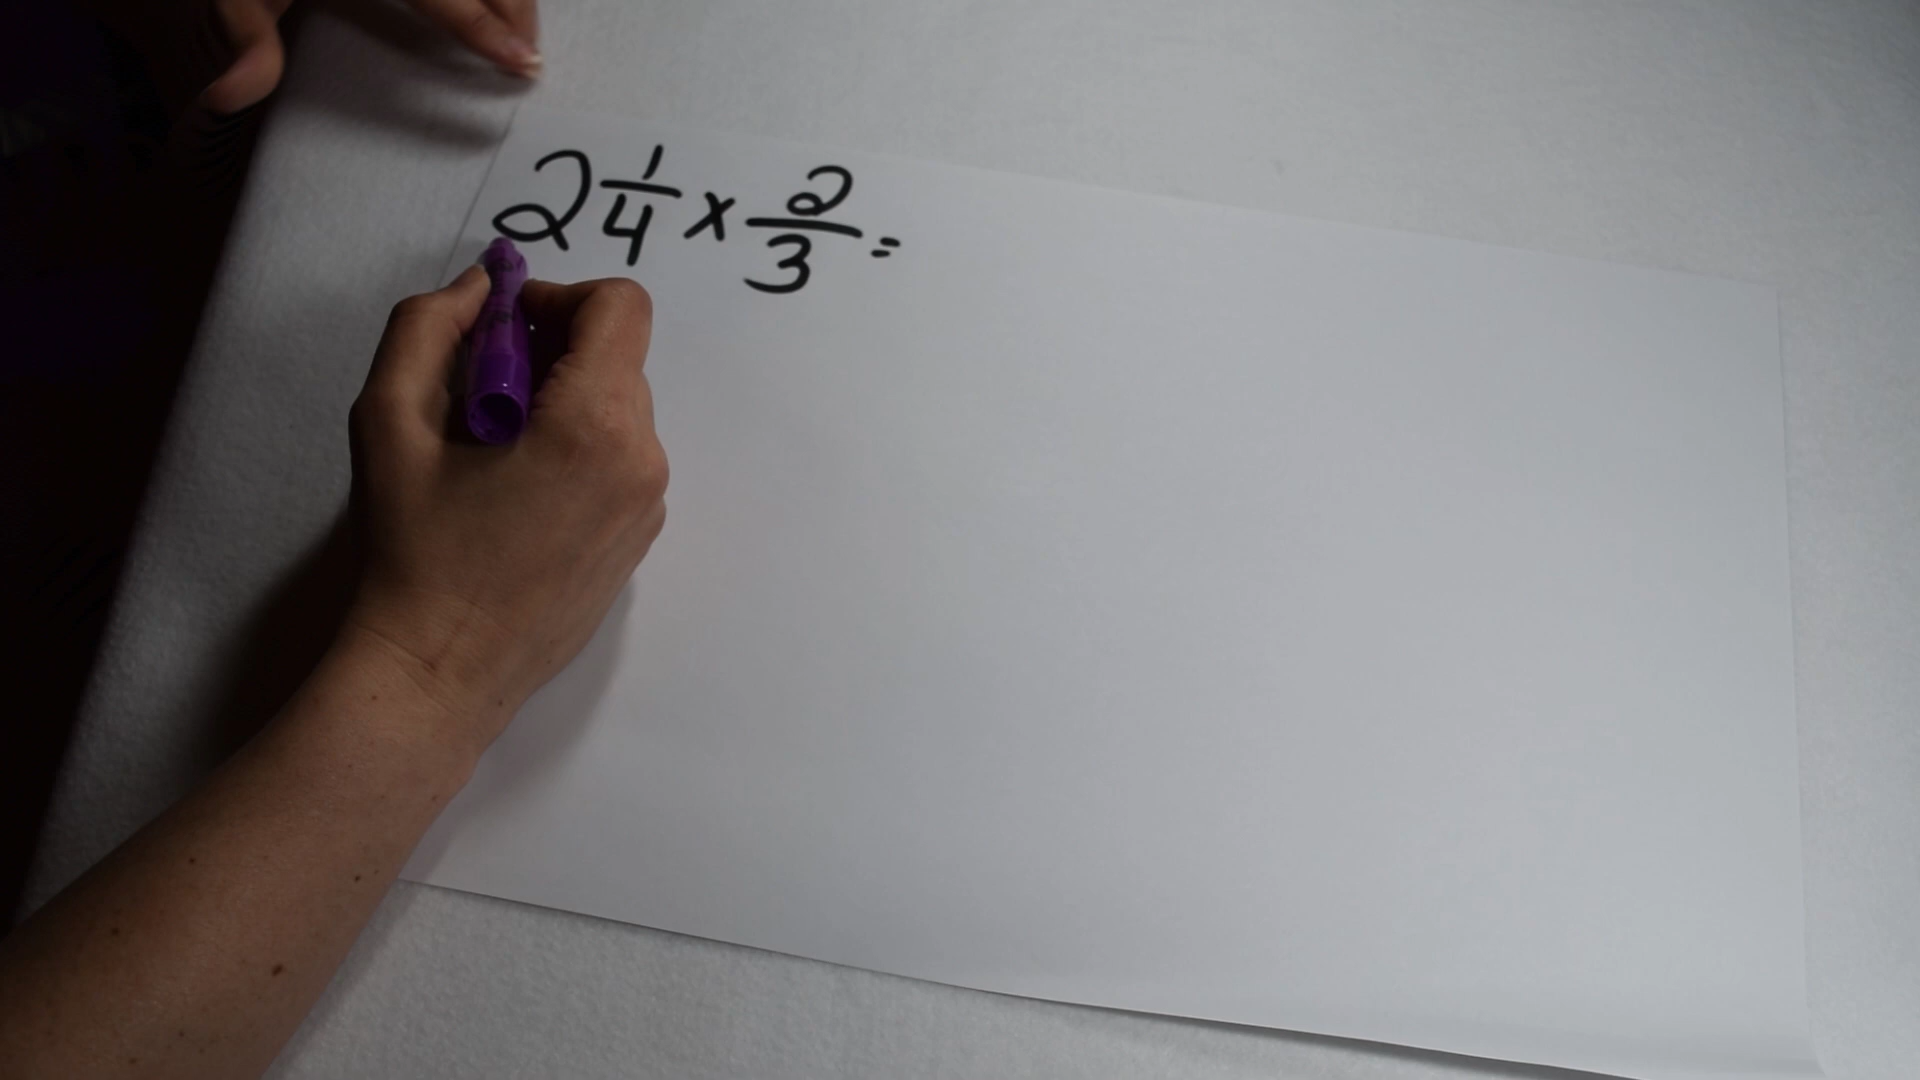 2 1/4 x 2/3 =